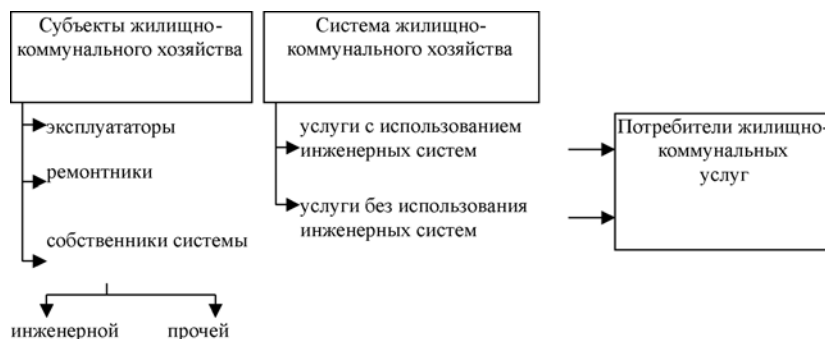 Субъекты жилищно-
коммунального хозяйства
эксплуататоры
ремонтники
собственники системы
инженерной прочей
Система жилищно-
коммунального хозяйства
услуги с использованием
инженерных систем
услуги без использования
инженерных систем
Потребители жилищно-
коммунальных
услуг